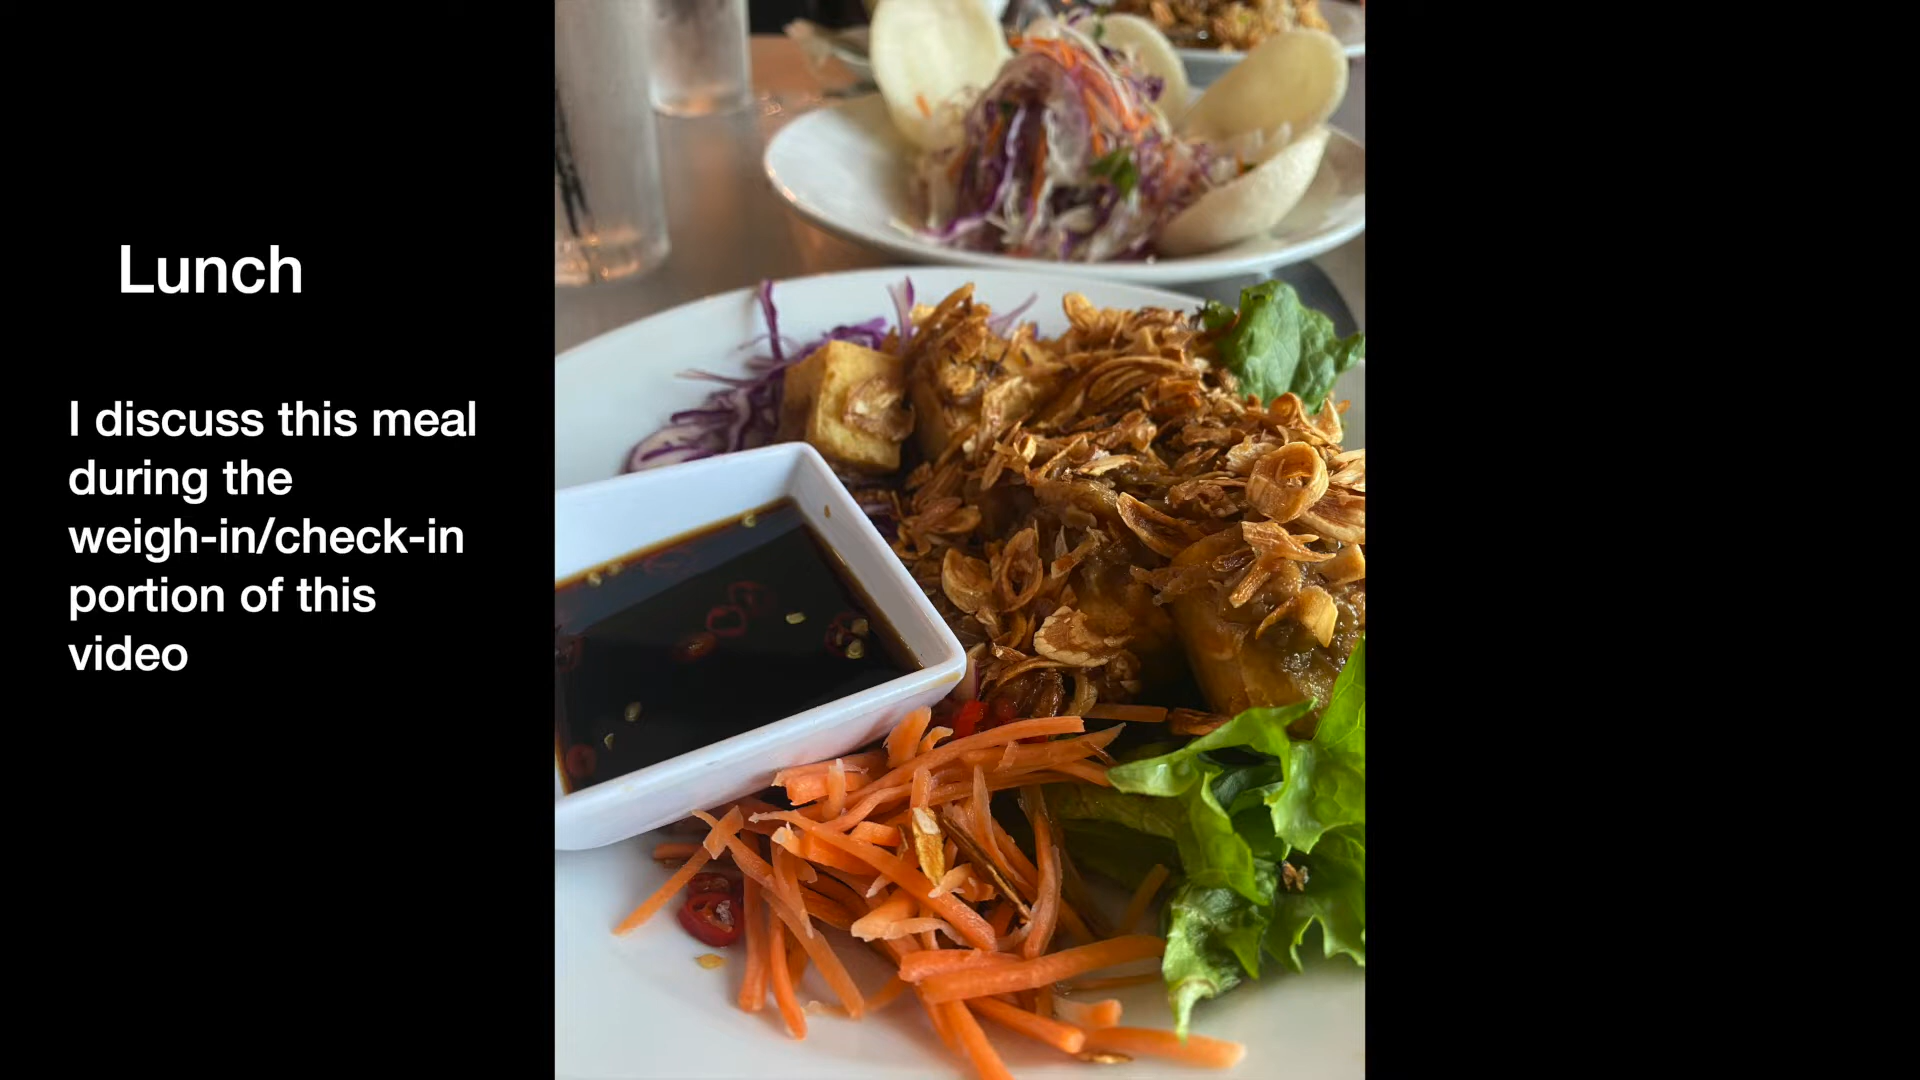 Lunch
I discuss this meal
during the
weigh-in/check-in
portion of this
video